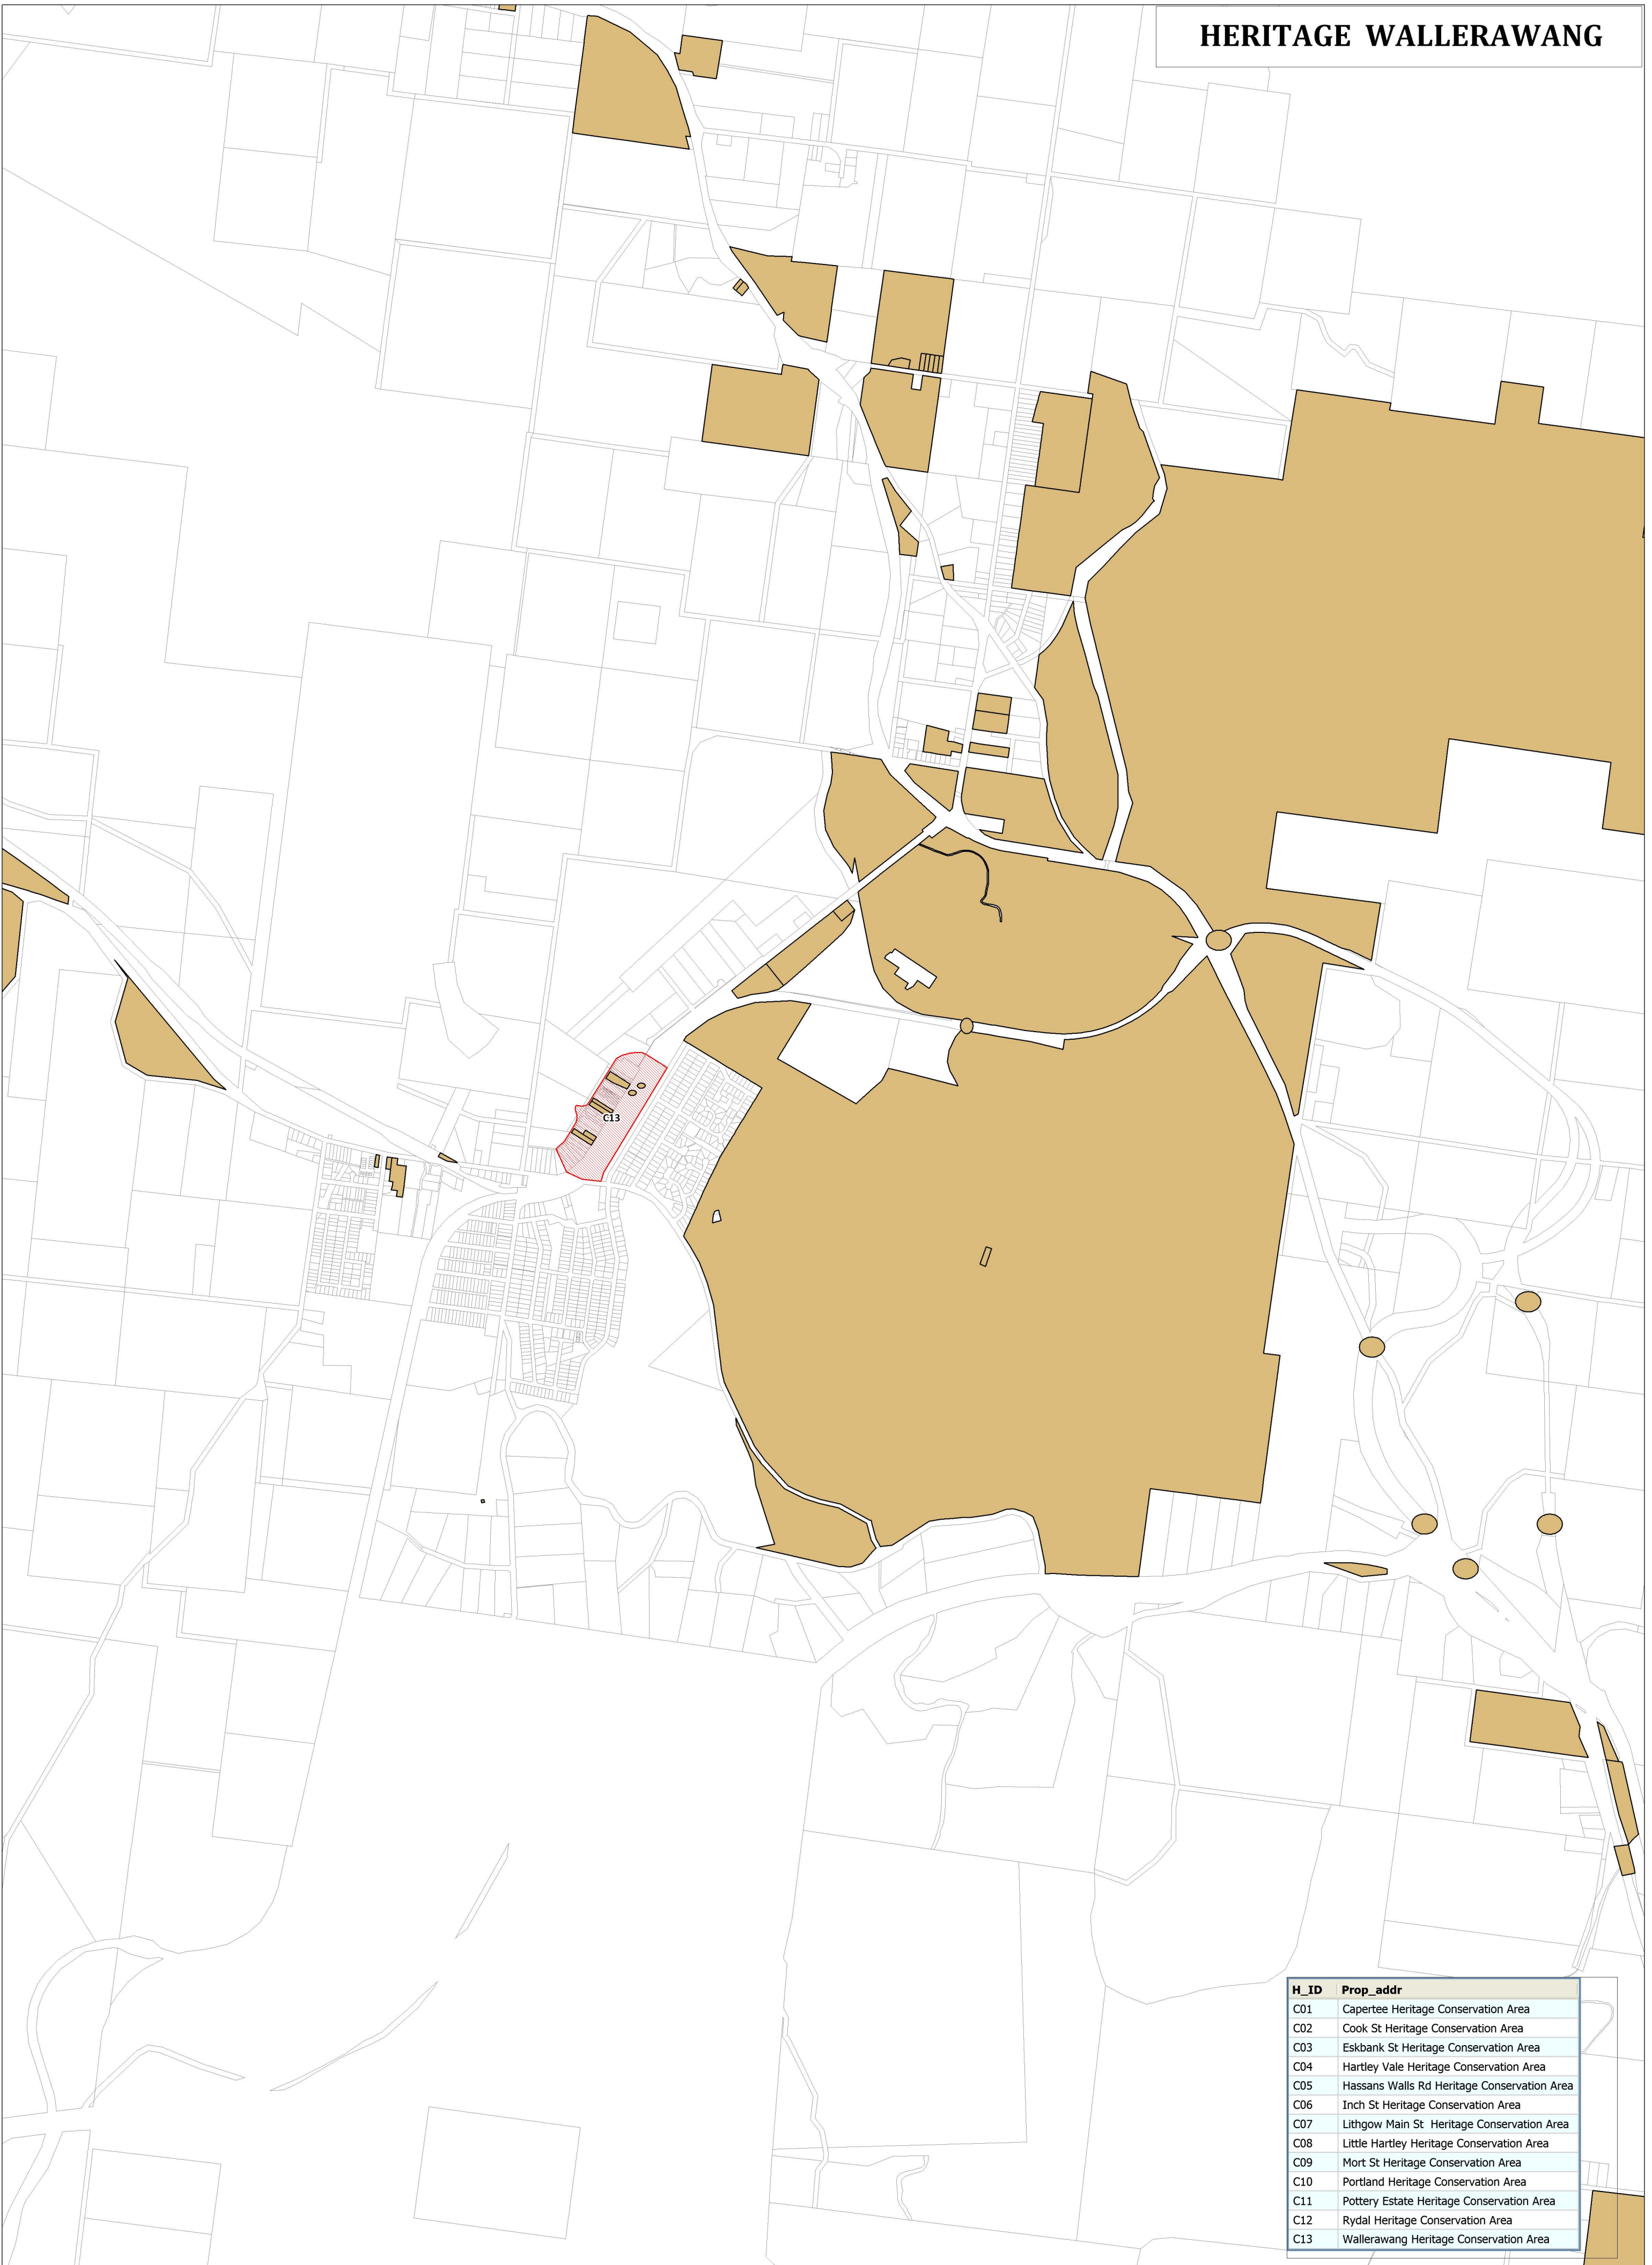 HERITAGE WALLERAWANG
C13
H_ID Prop_addr
C01 Capertee Heritage Conservation Area
C02 Cook St Heritage Conservation Area
C03 Eskbank St Heritage Conservation Area
C04 Hartley Vale Heritage Conservation Area
C05 Hassans Walls Rd Heritage Conservation Area
C06 Inch St Heritage Conservation Area
C07 Lithgow Main St Heritage Conservation Area
C08 Little Hartley Heritage Conservation Area
C09 Mort St Heritage Conservation Area
C10 Portland Heritage Conservation Area
C11 Pottery Estate Heritage Conservation Area
C12 Rydal Heritage Conservation Area
C13 Wallerawang Heritage Conservation Area